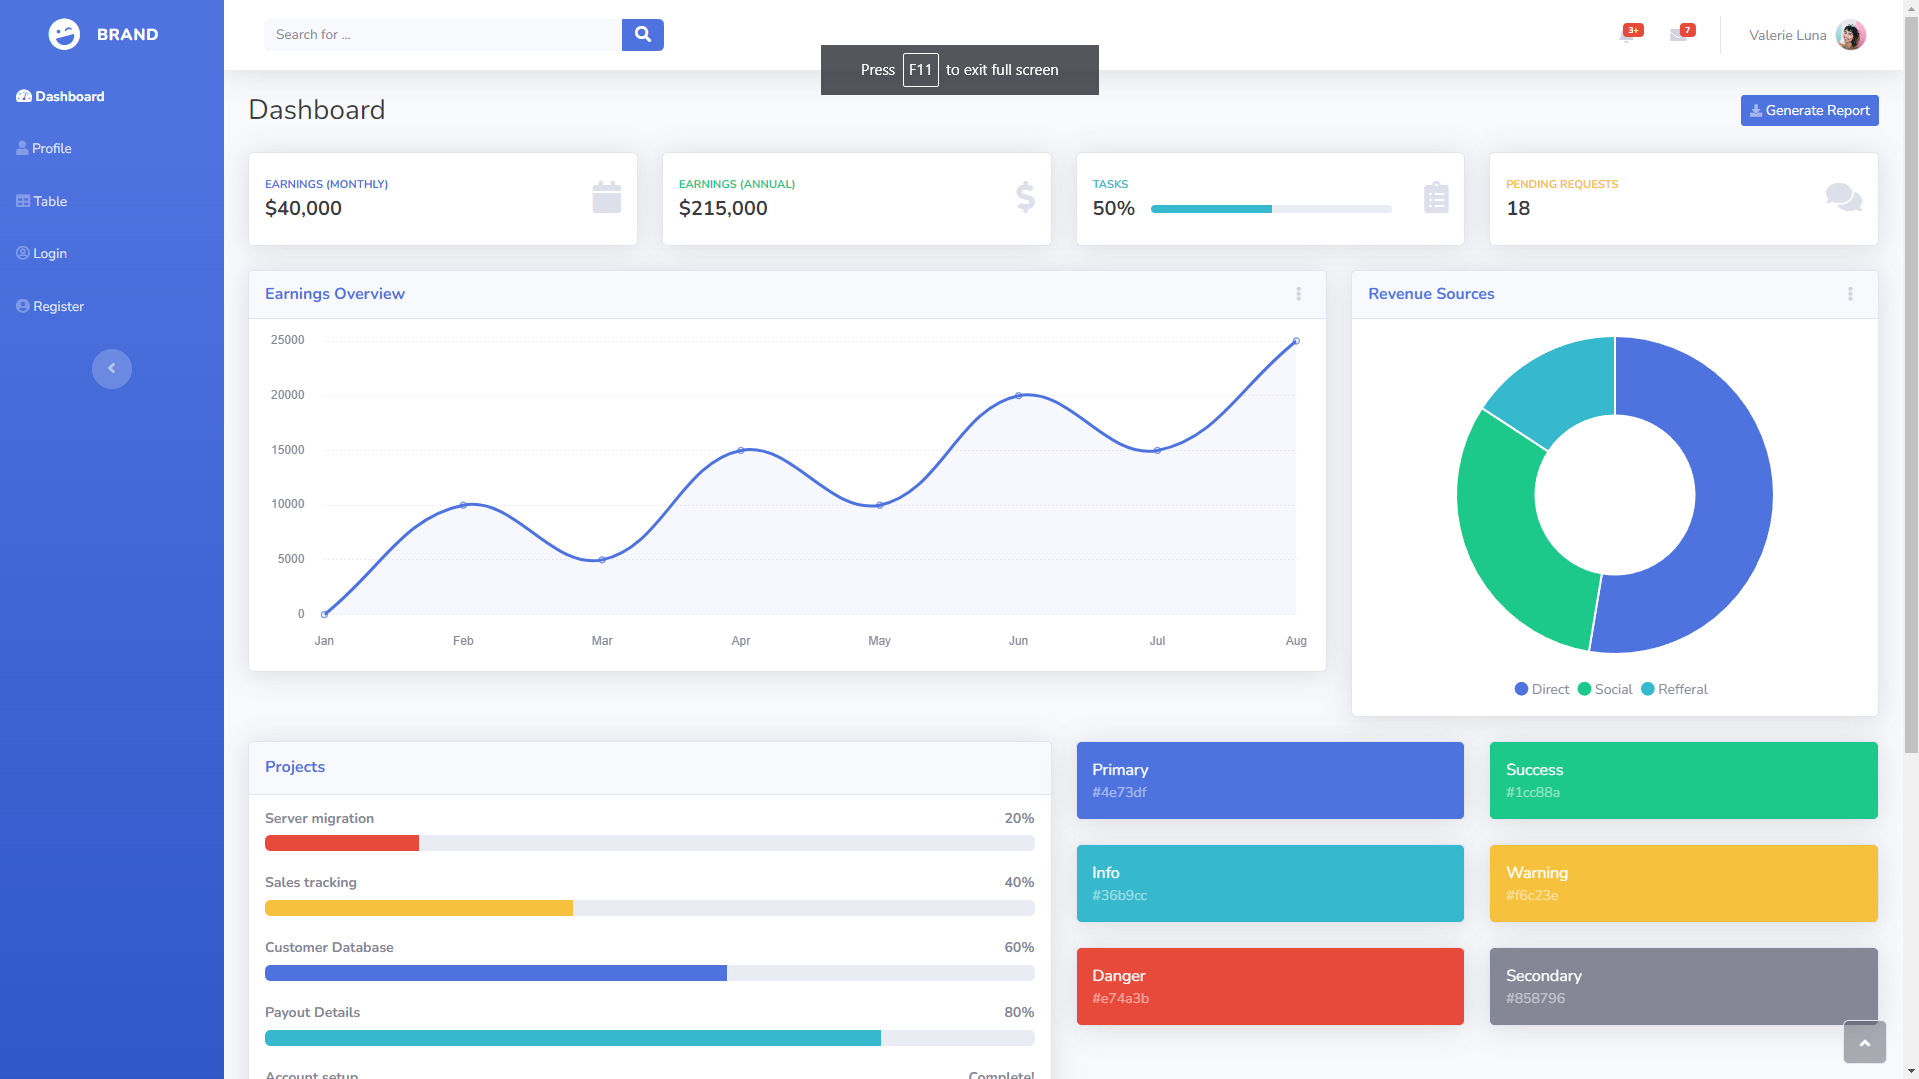 BRAND
Search for ...
3+
7
Valerie Luna
Press F11 to exit full screen
Dashboard
Profile
Table
Login
Register
Dashboard
Generate Report
EARNINGS (MONTHLY)
$40,000
EARNINGS (ANNUAL)
$215,000
TASKS
50%
PENDING REQUESTS
18
Earnings Overview
25000
20000
15000
10000
5000
0
Jan Feb Mar Apr May Jun Jul Aug
Revenue Sources
Direct Social Refferal
Projects
Server migration 20%
Sales tracking 40%
Customer Database 60%
Payout Details 80%
Account setup Complete!
Primary
#4e73df
Success
#1cc88a
Info
#36b9cc
Warning
#f6c23e
Danger
#e74a3b
Secondary
#858796